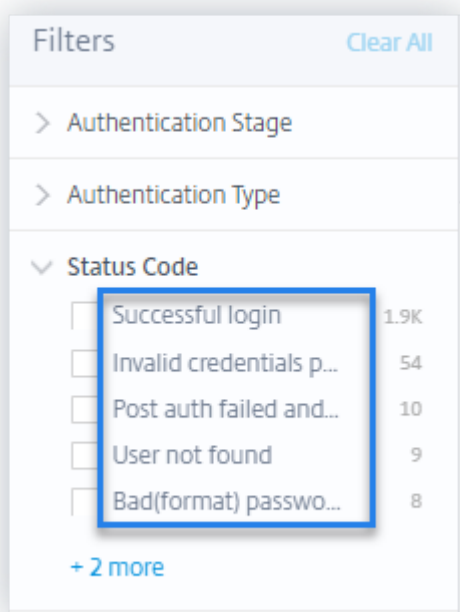 Filters Clear All
Authentication Stage
Authentication Type
Status Code
Successful login 1.9K
Invalid credentials p... 54
Post auth failed and... 10
User not found 9
Bad(format) passwo... 8
+ 2 more